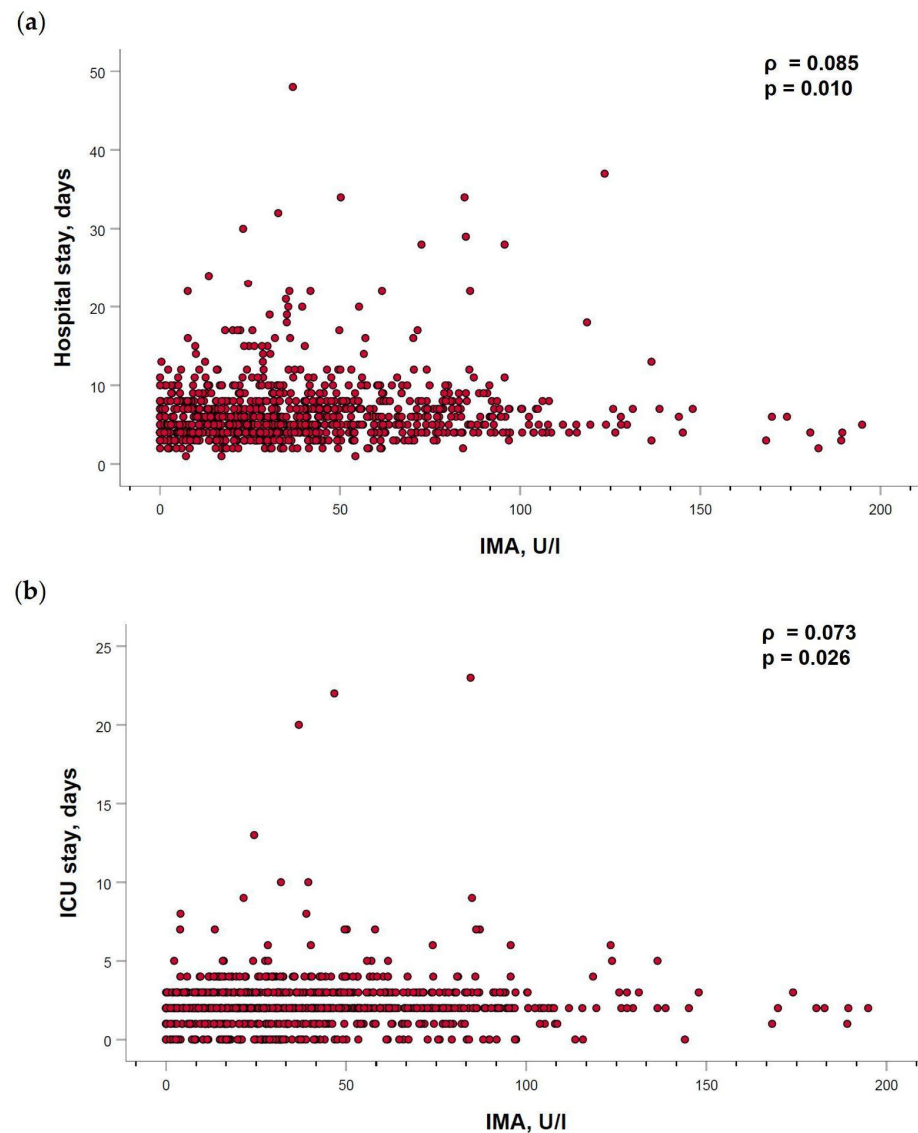 (a)
ρ = 0.085
p = 0.010
50
40
30
20
10
0
Hospital stay, days
0 50 100 150 200
IMA, U/l
(b)
ρ = 0.073
p = 0.026
25
20
15
10
5
0
ICU stay, days
0 50 100 150 200
IMA, U/l